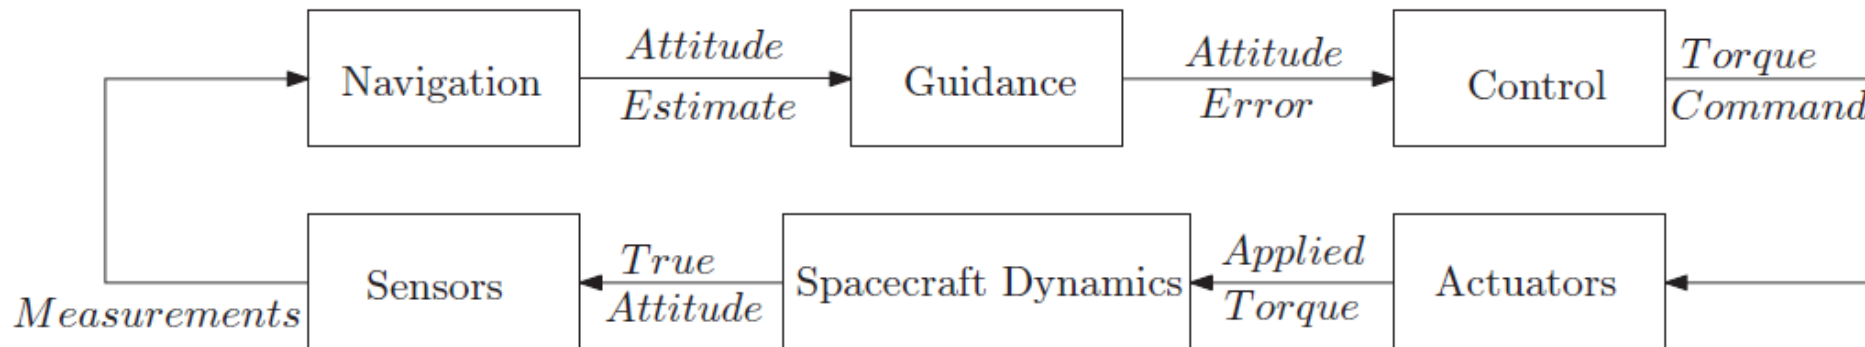 Navigation
Attitude
Estimate
Guidance
Attitude
Error
Control
Torque
Command
Measurements
Sensors
True
Attitude
Spacecraft Dynamics
Applied
Torque
Actuators